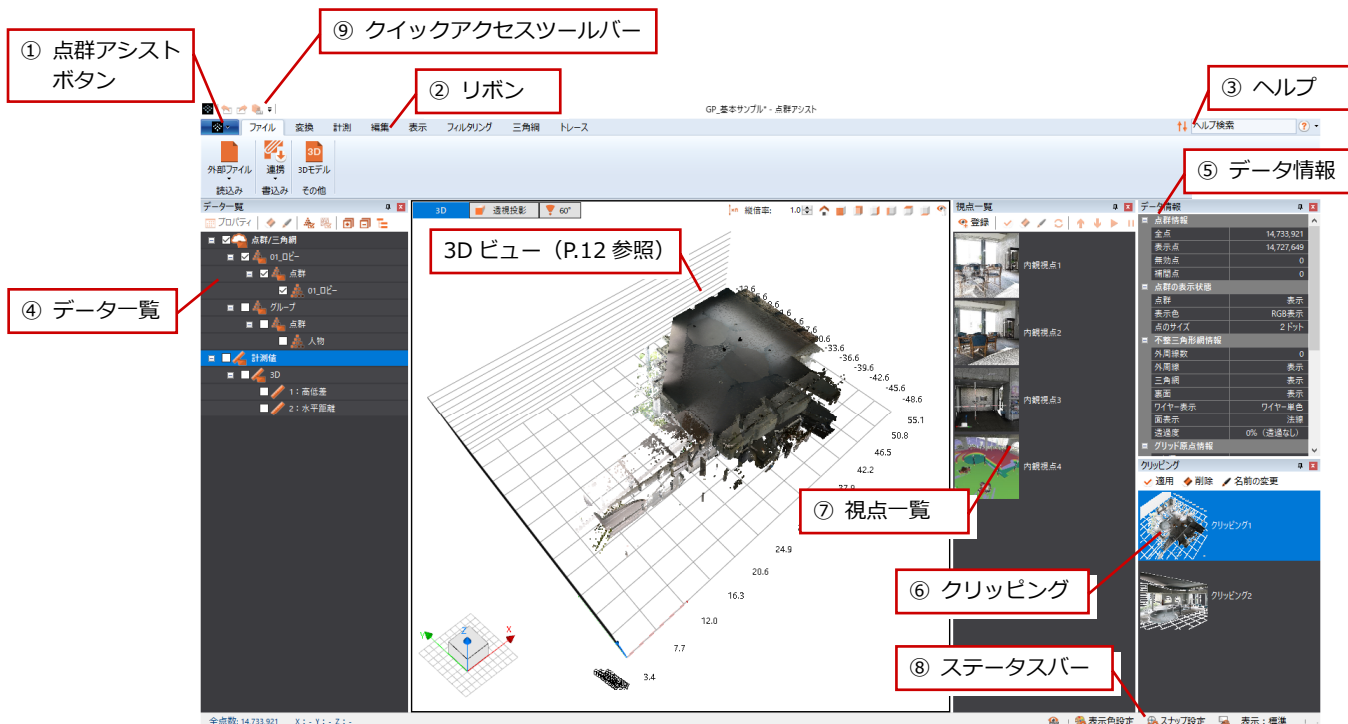 ⑨ クイックアクセスツールバー
① 点群アシスト
ボタン
② リボン
③ ヘルプ
GP_基本サンプル* - 点群アシスト
ファイル 変換 計測 編集 表示 フィルタリング 三角網 トレース
ヘルプ検索
外部ファイル 連携 3Dモデル
読込み 書込み その他
⑤ データ情報
データ一覧
プロパティ
点群/三角網
01_ロビー
点群
01_ロビー
グループ
点群
人物
計測値
3D
1：高低差
2：水平距離
④ データ一覧
3D 透視投影 60°
縦倍率: 1.0
3D ビュー（P.12 参照）
-33.6
-36.6
-39.6
-42.6
-45.6
-48.6
55.1
50.8
46.5
42.2
24.9
20.6
16.3
12.0
7.7
3.4
Z
X
Y
視点一覧
登録
内観視点1
内観視点2
内観視点3
内観視点4
⑦ 視点一覧
データ情報
点群情報
全点 14,733,921
表示点 14,727,649
無効点 0
補間点 0
点群の表示状態
点群 表示
表示色 RGB表示
点のサイズ 2 ドット
不整三角形網情報
外周線数 0
外周線 表示
三角網 表示
裏面 表示
ワイヤー表示 ワイヤー単色
面表示 法線
透過度 0% （透過なし）
グリッド原点情報
クリッピング
適用 削除 名前の変更
クリッピング1
クリッピング2
⑥ クリッピング
⑧ ステータスバー
全点数: 14,733,921 X : - Y : - Z : -
表示色設定 スナップ設定 表示：標準